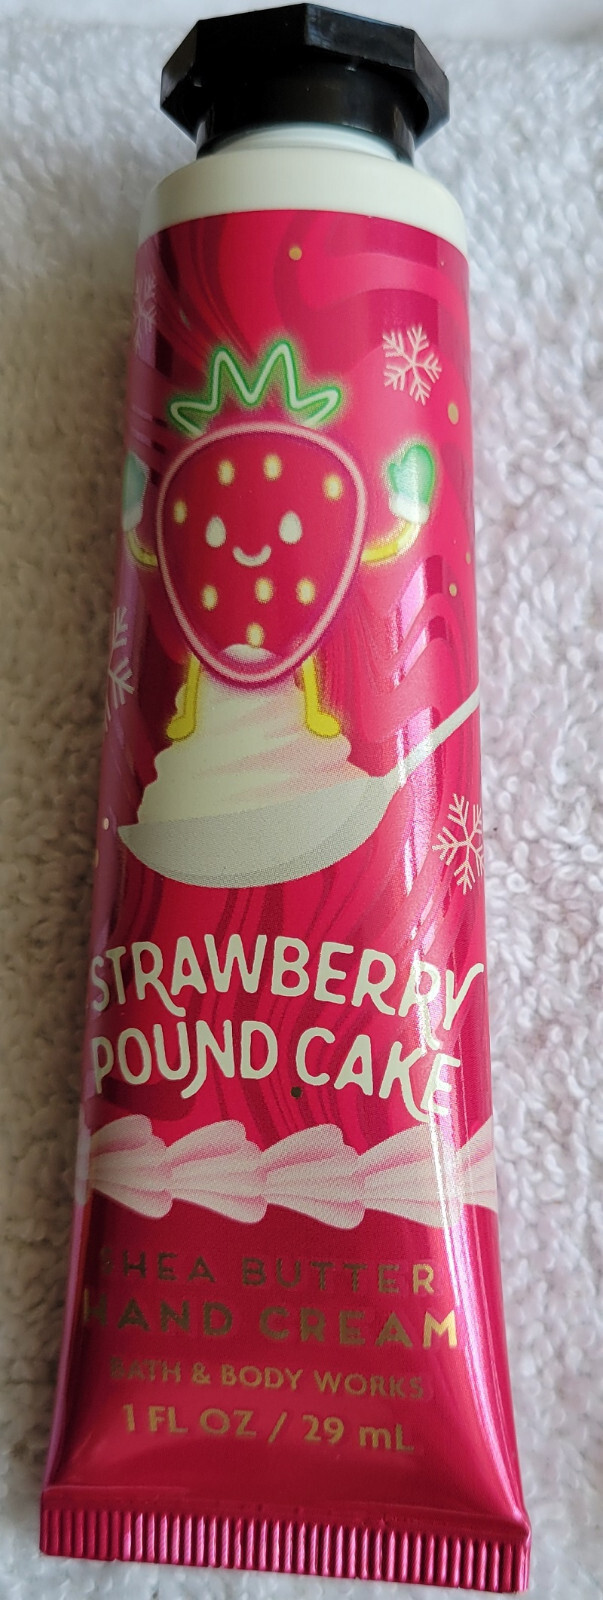 STRAWBERRY
POUND CAKE
SHEA BUTTER
HAND CREAM
BATH & BODY WORKS
1 FL OZ / 29 mL